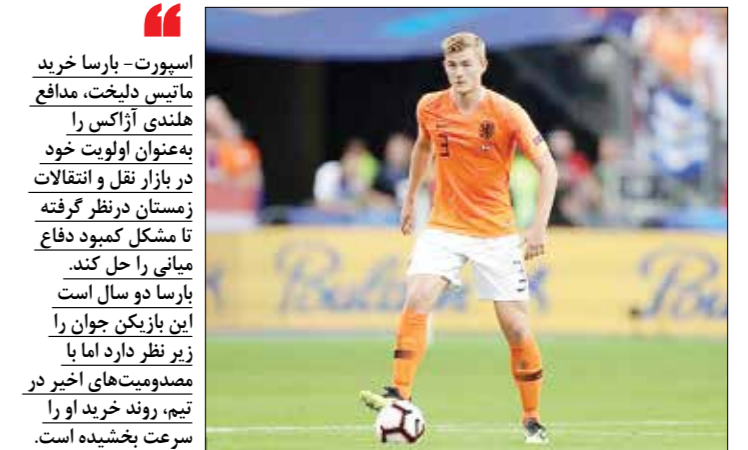 اسپورت- بارسا خرید
ماتیس دلیخت، مدافع
هلندی آژاکس را
به‌عنوان اولویت خود
در بازار نقل و انتقالات
زمستان درنظر گرفته
تا مشکل کمبود دفاع
میانی را حل کند.
بارسا دو سال است
این بازیکن جوان را
زیر نظر دارد اما با
مصدومیت‌های اخیر در
تیم، روند خرید او را
سرعت بخشیده است.
3
3